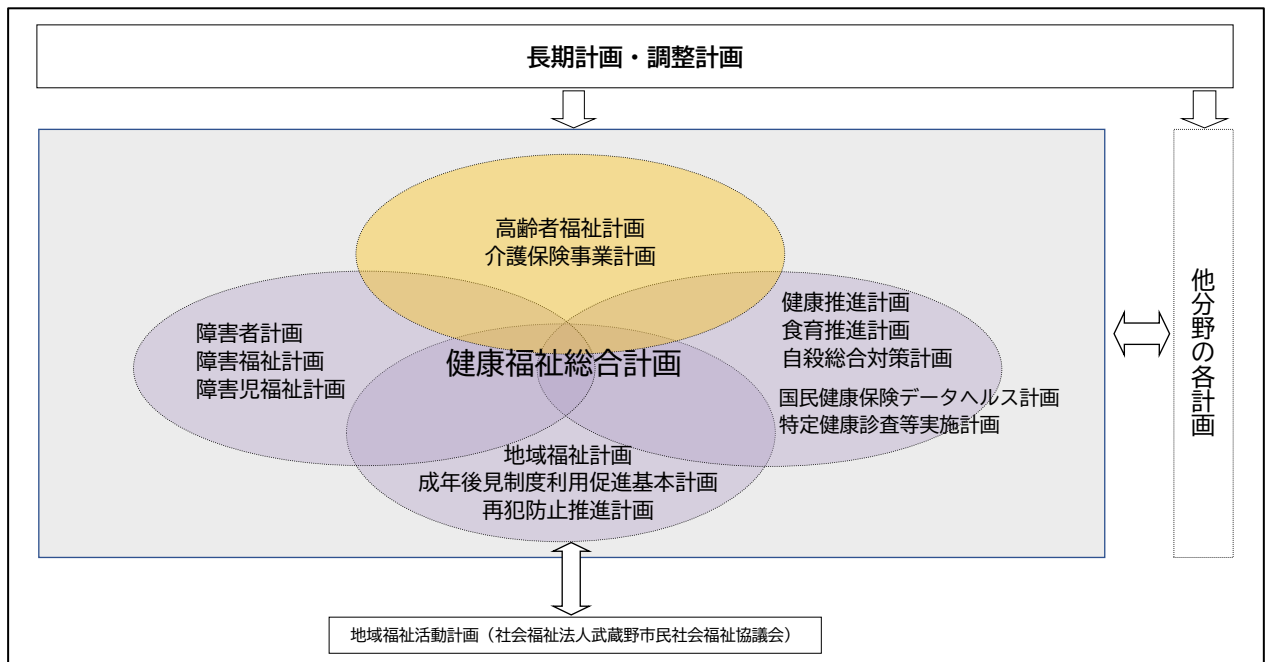 長期計画・調整計画
高齢者福祉計画
介護保険事業計画
障害者計画
障害福祉計画
障害児福祉計画
健康福祉総合計画
健康推進計画
食育推進計画
自殺総合対策計画
国民健康保険データヘルス計画
特定健康診査等実施計画
地域福祉計画
成年後見制度利用促進基本計画
再犯防止推進計画
他分野の各計画
地域福祉活動計画（社会福祉法人武蔵野市民社会福祉協議会）